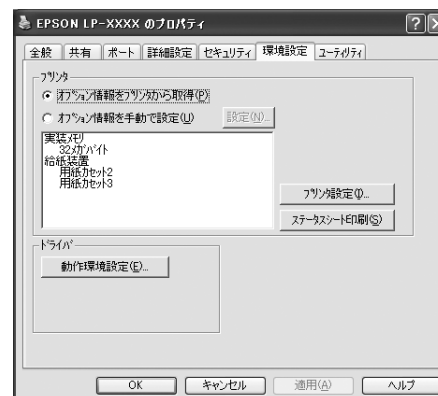 EPSON LP-XXXX のプロパティ
全般 共有 ポート 詳細設定 セキュリティ 環境設定 ユーティリティ
プリンタ
オプション情報をプリンタから取得(P)
オプション情報を手動で設定(U) 設定(N)...
実装メモリ
32メガバイト
給紙装置
用紙カセット2
用紙カセット3
プリンタ設定(I)...
ステータスシート印刷(S)
ドライバ
動作環境設定(E)...
OK キャンセル 適用(A) ヘルプ